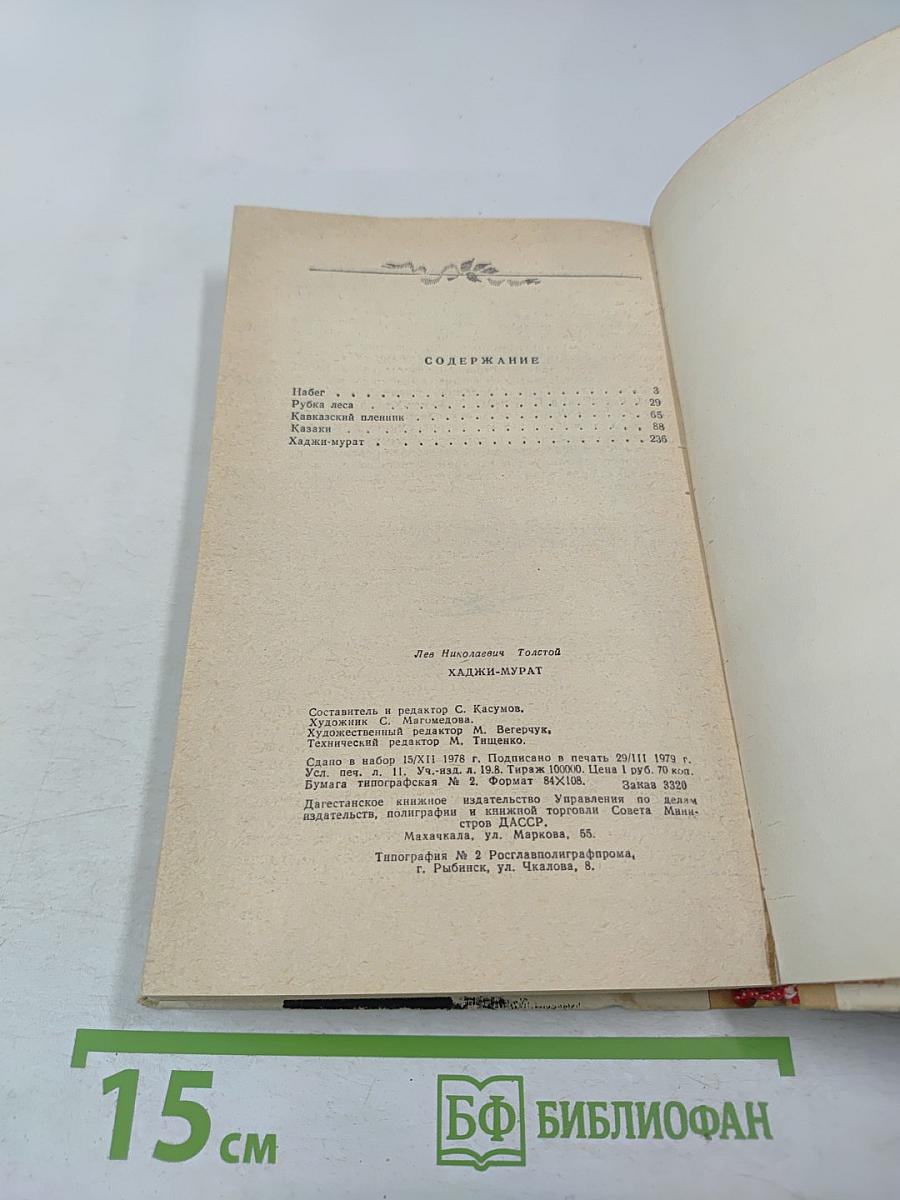 СОДЕРЖАНИЕ
Набег . . . . . . . . . . . . . . . . . 3
Рубка леса . . . . . . . . . . . . . . . . 29
Кавказский пленник . . . . . . . . . . . . . 65
Казаки . . . . . . . . . . . . . . . . . 88
Хаджи-мурат . . . . . . . . . . . . . . . 236
Лев Николаевич Толстой
ХАДЖИ-МУРАТ
Составитель и редактор С. Касумов.
Художник С. Магомедова.
Художественный редактор М. Вегерчук.
Технический редактор М. Тищенко.
Сдано в набор 15/XII 1978 г. Подписано в печать 29/III 1979 г.
Усл. печ. л. 11. Уч.-изд. л. 19.8. Тираж 100000. Цена 1 руб. 70 коп.
Бумага типографская № 2. Формат 84X108. Заказ 3320
Дагестанское книжное издательство Управления по делам
издательств, полиграфии и книжной торговли Совета Мини-
стров ДАССР.
Махачкала, ул. Маркова, 55.
Типография № 2 Росглавполиграфпрома,
г. Рыбинск, ул. Чкалова, 8.
15 см
БФ БИБЛИОФАН